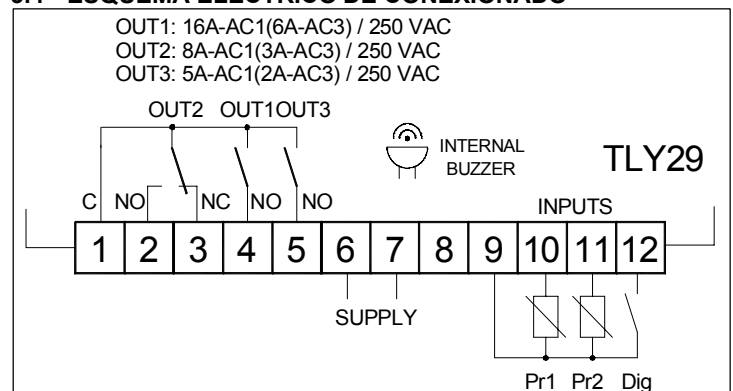 OUT1: 16A-AC1(6A-AC3) / 250 VAC
OUT2: 8A-AC1(3A-AC3) / 250 VAC
OUT3: 5A-AC1(2A-AC3) / 250 VAC
OUT2 OUT1OUT3
INTERNAL
BUZZER
TLY29
C NO NC NO NO
INPUTS
1 2 3 4 5 6 7 8 9 10 11 12
SUPPLY
Pr1 Pr2 Dig